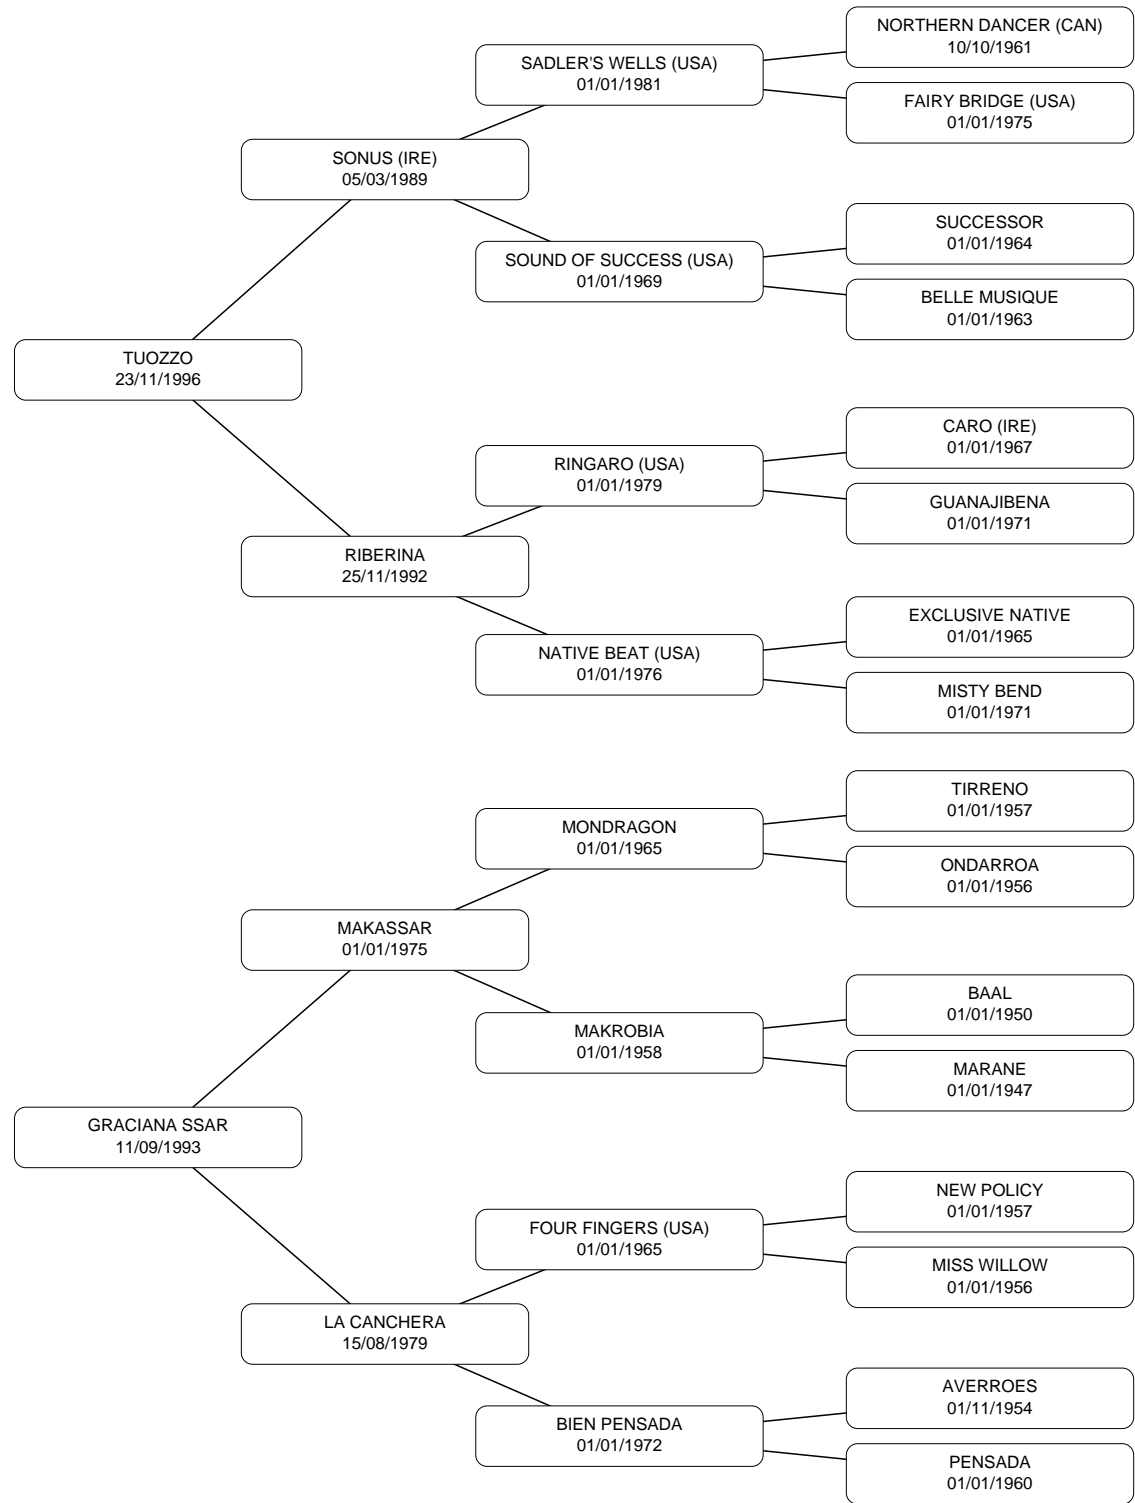 NORTHERN DANCER (CAN)
10/10/1961
SADLER'S WELLS (USA)
01/01/1981
FAIRY BRIDGE (USA)
01/01/1975
SONUS (IRE)
05/03/1989
SUCCESSOR
01/01/1964
SOUND OF SUCCESS (USA)
01/01/1969
BELLE MUSIQUE
01/01/1963
TUOZZO
23/11/1996
CARO (IRE)
01/01/1967
RINGARO (USA)
01/01/1979
GUANAJIBENA
01/01/1971
RIBERINA
25/11/1992
EXCLUSIVE NATIVE
01/01/1965
NATIVE BEAT (USA)
01/01/1976
MISTY BEND
01/01/1971
TIRRENO
01/01/1957
MONDRAGON
01/01/1965
ONDARROA
01/01/1956
MAKASSAR
01/01/1975
BAAL
01/01/1950
MAKROBIA
01/01/1958
MARANE
01/01/1947
GRACIANA SSAR
11/09/1993
NEW POLICY
01/01/1957
FOUR FINGERS (USA)
01/01/1965
MISS WILLOW
01/01/1956
LA CANCHERA
15/08/1979
AVERROES
01/11/1954
BIEN PENSADA
01/01/1972
PENSADA
01/01/1960